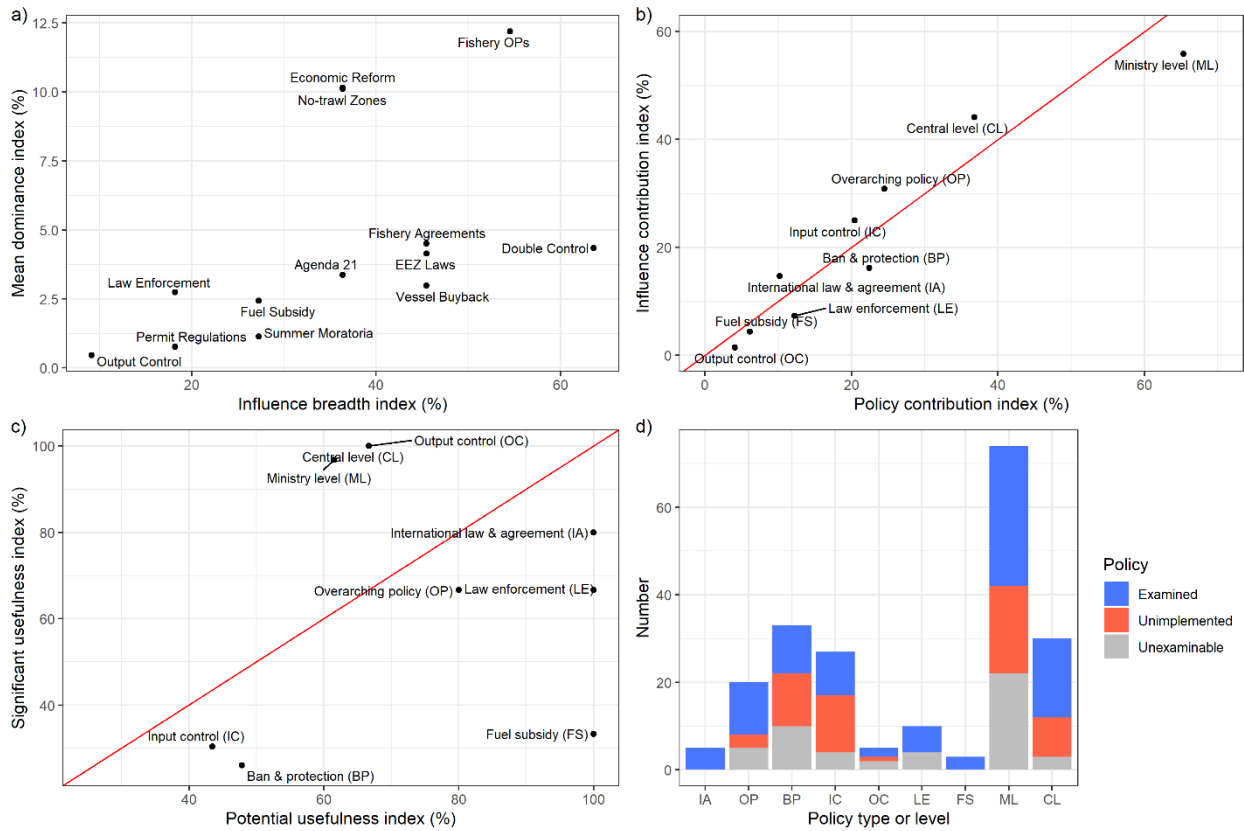 a)
12.5
10.0
7.5
5.0
2.5
0.0
Mean dominance index (%)
Fishery OPs
Economic Reform
No-trawl Zones
Fishery Agreements
Double Control
EEZ Laws
Agenda 21
Vessel Buyback
Law Enforcement
Fuel Subsidy
Summer Moratoria
Permit Regulations
Output Control
20
40
60
Influence breadth index (%)
b)
60
40
20
0
Influence contribution index (%)
Ministry level (ML)
Central level (CL)
Overarching policy (OP)
Input control (IC)
Ban & protection (BP)
International law & agreement (IA)
Law enforcement (LE)
Fuel subsidy (FS)
Output control (OC)
0
20
40
60
Policy contribution index (%)
c)
100
80
60
40
Significant usefulness index (%)
Output control (OC)
Central level (CL)
Ministry level (ML)
International law & agreement (IA)
Overarching policy (OP)
Law enforcement (LE)
Input control (IC)
Fuel subsidy (FS)
Ban & protection (BP)
40
60
80
100
Potential usefulness index (%)
d)
60
40
20
0
Number
IA
OP
BP
IC
OC
LE
FS
ML
CL
Policy type or level
Policy
Examined
Unimplemented
Unexaminable